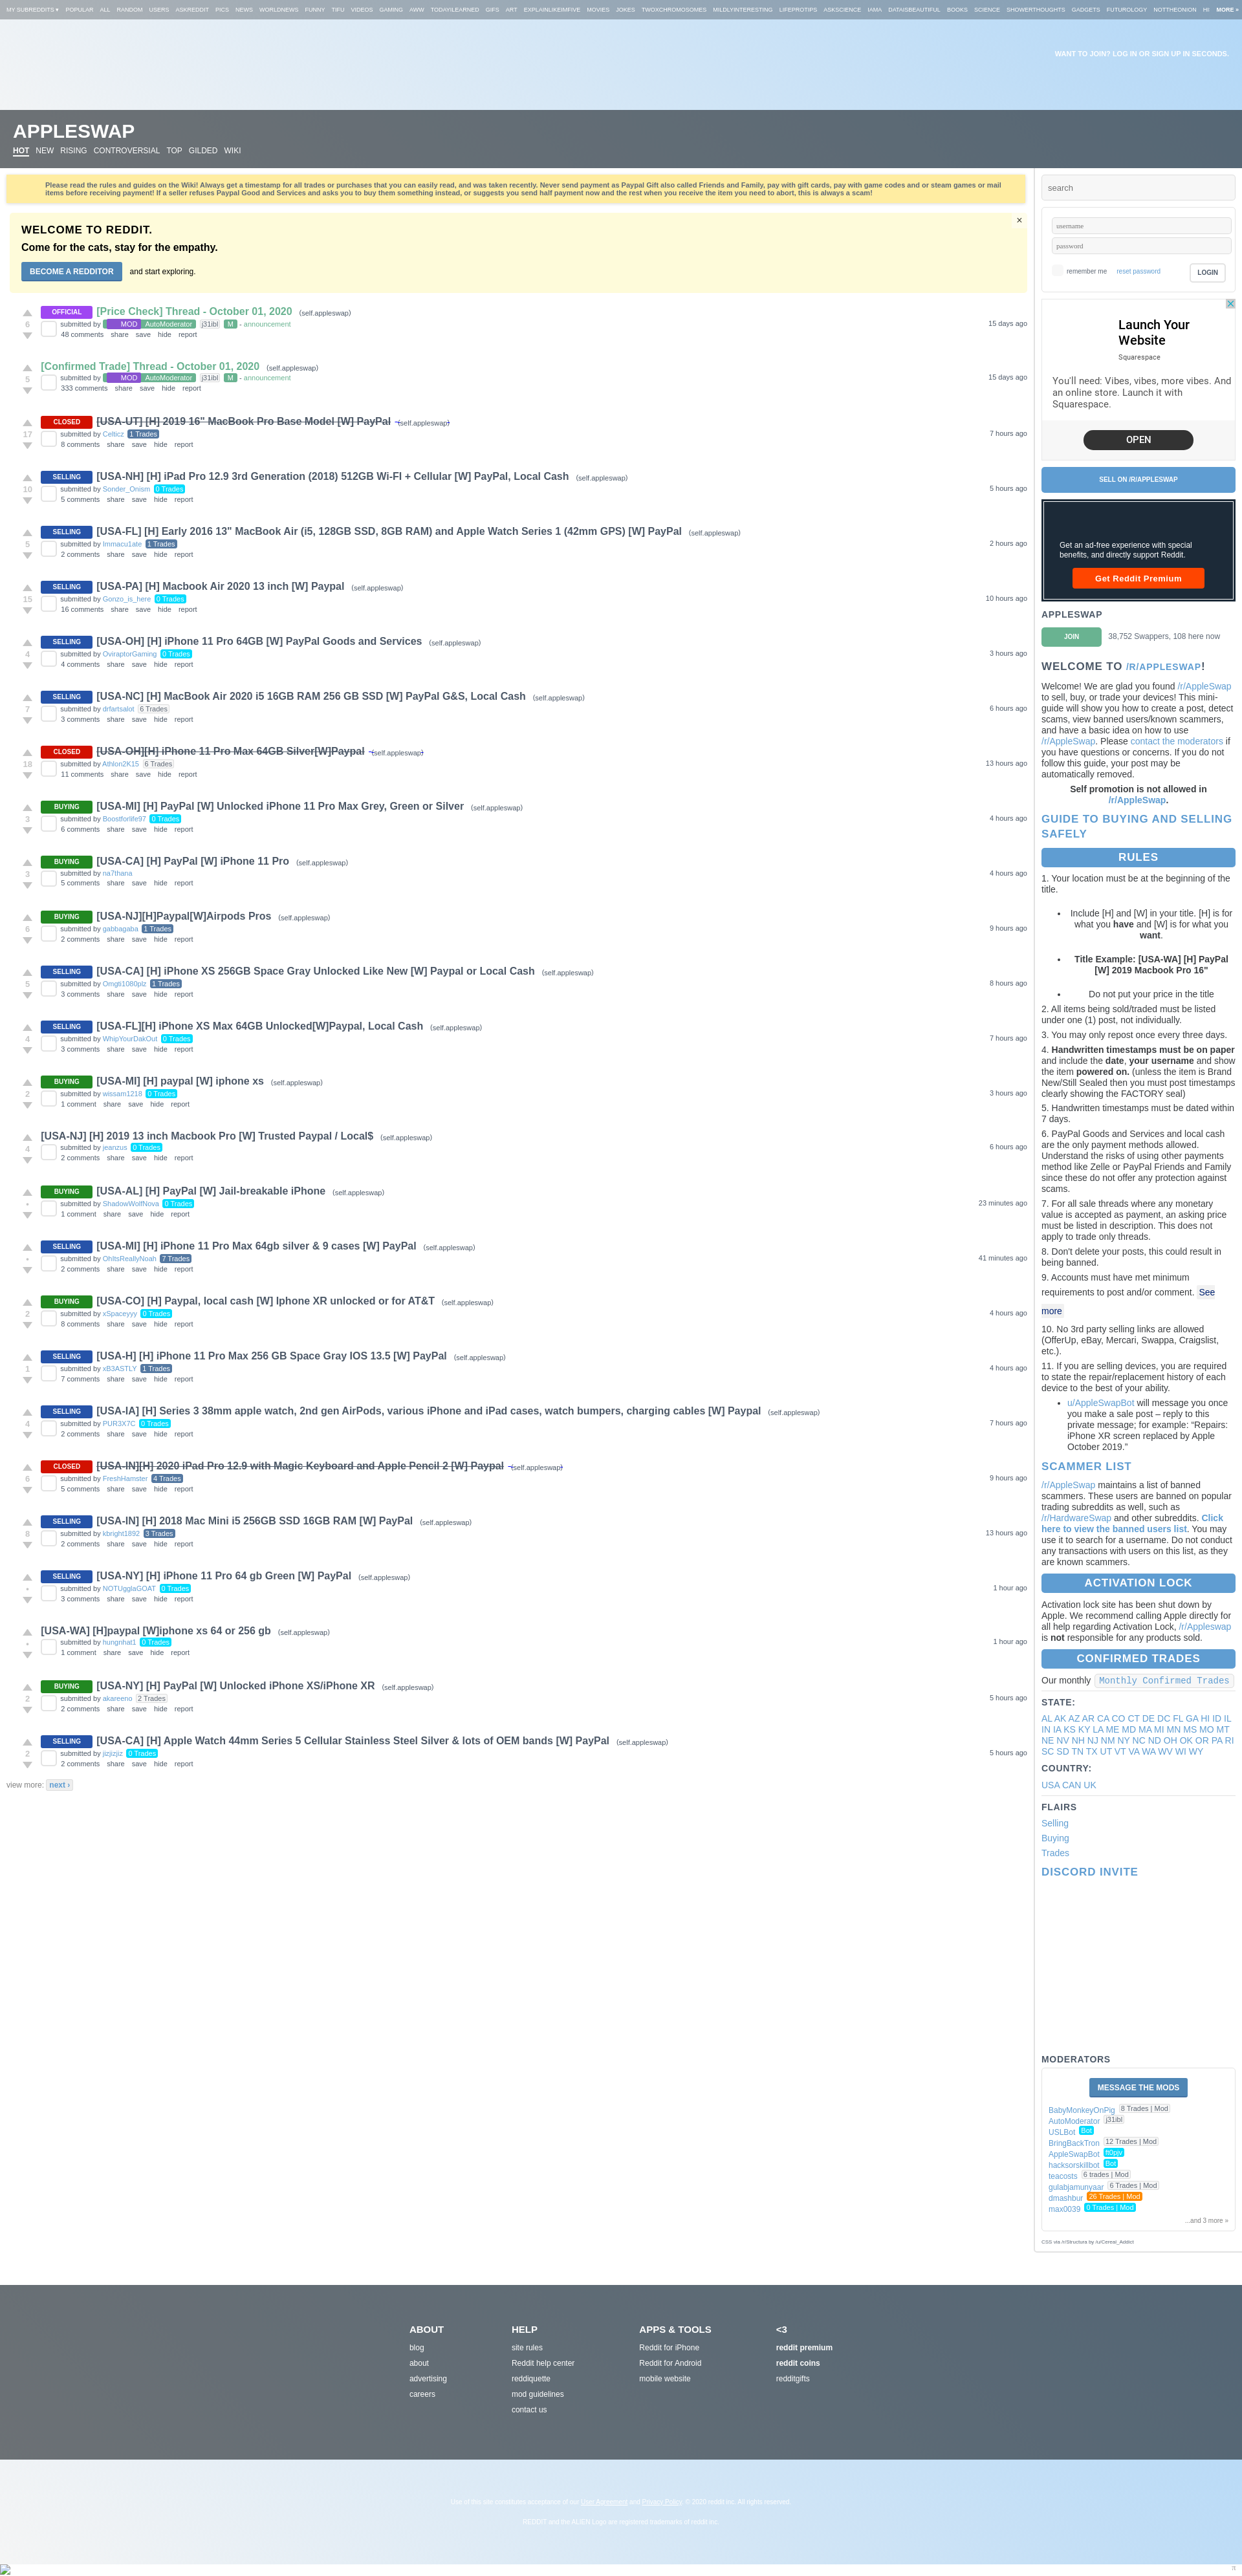 MY SUBREDDITS ▾ POPULAR ALL RANDOM USERS ASKREDDIT PICS NEWS WORLDNEWS FUNNY TIFU VIDEOS GAMING AWW TODAYILEARNED GIFS ART EXPLAINLIKEIMFIVE MOVIES JOKES TWOXCHROMOSOMES MILDLYINTERESTING LIFEPROTIPS ASKSCIENCE IAMA DATAISBEAUTIFUL BOOKS SCIENCE SHOWERTHOUGHTS GADGETS FUTUROLOGY NOTTHEONION HI MORE »
WANT TO JOIN? LOG IN OR SIGN UP IN SECONDS.
APPLESWAP
HOT NEW RISING CONTROVERSIAL TOP GILDED WIKI
Please read the rules and guides on the Wiki! Always get a timestamp for all trades or purchases that you can easily read, and was taken recently. Never send payment as Paypal Gift also called Friends and Family, pay with gift cards, pay with game codes and or steam games or mail
items before receiving payment! If a seller refuses Paypal Good and Services and asks you to buy them something instead, or suggests you send half payment now and the rest when you receive the item you need to abort, this is always a scam!
WELCOME TO REDDIT.
×
Come for the cats, stay for the empathy.
BECOME A REDDITOR and start exploring.
OFFICIAL [Price Check] Thread - October 01, 2020 (self.appleswap)
6 submitted by MOD AutoModerator j31ibl M - announcement 15 days ago
48 comments share save hide report
[Confirmed Trade] Thread - October 01, 2020 (self.appleswap)
5 submitted by MOD AutoModerator j31ibl M - announcement 15 days ago
333 comments share save hide report
CLOSED [USA-UT] [H] 2019 16" MacBook Pro Base Model [W] PayPal (self.appleswap)
17 submitted by Celticz 1 Trades 7 hours ago
8 comments share save hide report
SELLING [USA-NH] [H] iPad Pro 12.9 3rd Generation (2018) 512GB Wi-FI + Cellular [W] PayPal, Local Cash (self.appleswap)
10 submitted by Sonder_Onism 0 Trades 5 hours ago
5 comments share save hide report
SELLING [USA-FL] [H] Early 2016 13" MacBook Air (i5, 128GB SSD, 8GB RAM) and Apple Watch Series 1 (42mm GPS) [W] PayPal (self.appleswap)
5 submitted by Inmacu1ate 1 Trades 2 hours ago
2 comments share save hide report
SELLING [USA-PA] [H] Macbook Air 2020 13 inch [W] Paypal (self.appleswap)
15 submitted by Gonzo_is_here 0 Trades 10 hours ago
16 comments share save hide report
SELLING [USA-OH] [H] iPhone 11 Pro 64GB [W] PayPal Goods and Services (self.appleswap)
4 submitted by OviraptorGaming 0 Trades 3 hours ago
4 comments share save hide report
SELLING [USA-NC] [H] MacBook Air 2020 i5 16GB RAM 256 GB SSD [W] PayPal G&S, Local Cash (self.appleswap)
7 submitted by drfartsalot 6 Trades 6 hours ago
3 comments share save hide report
CLOSED [USA-OH][H] iPhone 11 Pro Max 64GB Silver[W]Paypal (self.appleswap)
18 submitted by Athlon2K15 6 Trades 13 hours ago
11 comments share save hide report
BUYING [USA-MI] [H] PayPal [W] Unlocked iPhone 11 Pro Max Grey, Green or Silver (self.appleswap)
3 submitted by Boostforlife97 0 Trades 4 hours ago
6 comments share save hide report
BUYING [USA-CA] [H] PayPal [W] iPhone 11 Pro (self.appleswap)
3 submitted by na7thana 4 hours ago
5 comments share save hide report
BUYING [USA-NJ][H]Paypal[W]Airpods Pros (self.appleswap)
6 submitted by gabbagaba 1 Trades 9 hours ago
2 comments share save hide report
SELLING [USA-CA] [H] iPhone XS 256GB Space Gray Unlocked Like New [W] Paypal or Local Cash (self.appleswap)
5 submitted by Omgti1080plz 1 Trades 8 hours ago
3 comments share save hide report
SELLING [USA-FL][H] iPhone XS Max 64GB Unlocked[W]Paypal, Local Cash (self.appleswap)
4 submitted by WhipYourDakOut 0 Trades 7 hours ago
3 comments share save hide report
BUYING [USA-MI] [H] paypal [W] iphone xs (self.appleswap)
2 submitted by wissam1218 0 Trades 3 hours ago
1 comment share save hide report
[USA-NJ] [H] 2019 13 inch Macbook Pro [W] Trusted Paypal / Local$ (self.appleswap)
4 submitted by jeanzus 0 Trades 6 hours ago
2 comments share save hide report
BUYING [USA-AL] [H] PayPal [W] Jail-breakable iPhone (self.appleswap)
• submitted by ShadowWolfNova 0 Trades 23 minutes ago
1 comment share save hide report
SELLING [USA-MI] [H] iPhone 11 Pro Max 64gb silver & 9 cases [W] PayPal (self.appleswap)
• submitted by OhItsReallyNoah 7 Trades 41 minutes ago
2 comments share save hide report
BUYING [USA-CO] [H] Paypal, local cash [W] Iphone XR unlocked or for AT&T (self.appleswap)
2 submitted by xSpaceyyy 0 Trades 4 hours ago
8 comments share save hide report
SELLING [USA-H] [H] iPhone 11 Pro Max 256 GB Space Gray IOS 13.5 [W] PayPal (self.appleswap)
1 submitted by xB3ASTLY 1 Trades 4 hours ago
7 comments share save hide report
SELLING [USA-IA] [H] Series 3 38mm apple watch, 2nd gen AirPods, various iPhone and iPad cases, watch bumpers, charging cables [W] Paypal (self.appleswap)
4 submitted by PUR3X7C 0 Trades 7 hours ago
2 comments share save hide report
CLOSED [USA-IN][H] 2020 iPad Pro 12.9 with Magic Keyboard and Apple Pencil 2 [W] Paypal (self.appleswap)
6 submitted by FreshHamster 4 Trades 9 hours ago
5 comments share save hide report
SELLING [USA-IN] [H] 2018 Mac Mini i5 256GB SSD 16GB RAM [W] PayPal (self.appleswap)
8 submitted by kbright1892 3 Trades 13 hours ago
2 comments share save hide report
SELLING [USA-NY] [H] iPhone 11 Pro 64 gb Green [W] PayPal (self.appleswap)
• submitted by NOTUgglaGOAT 0 Trades 1 hour ago
3 comments share save hide report
[USA-WA] [H]paypal [W]iphone xs 64 or 256 gb (self.appleswap)
• submitted by hungnhat1 0 Trades 1 hour ago
1 comment share save hide report
BUYING [USA-NY] [H] PayPal [W] Unlocked iPhone XS/iPhone XR (self.appleswap)
2 submitted by akareeno 2 Trades 5 hours ago
2 comments share save hide report
SELLING [USA-CA] [H] Apple Watch 44mm Series 5 Cellular Stainless Steel Silver & lots of OEM bands [W] PayPal (self.appleswap)
2 submitted by jizjizjiz 0 Trades 5 hours ago
2 comments share save hide report
view more: next ›
search
username
password
remember me reset password LOGIN
Launch Your
Website
Squarespace
You'll need: Vibes, vibes, more vibes. And
an online store. Launch it with
Squarespace.
OPEN
SELL ON /R/APPLESWAP
Get an ad-free experience with special
benefits, and directly support Reddit.
Get Reddit Premium
APPLESWAP
JOIN 38,752 Swappers, 108 here now
WELCOME TO /R/APPLESWAP!
Welcome! We are glad you found /r/AppleSwap
to sell, buy, or trade your devices! This mini-
guide will show you how to create a post, detect
scams, view banned users/known scammers,
and have a basic idea on how to use
/r/AppleSwap. Please contact the moderators if
you have questions or concerns. If you do not
follow this guide, your post may be
automatically removed.
Self promotion is not allowed in
/r/AppleSwap.
GUIDE TO BUYING AND SELLING
SAFELY
RULES
1. Your location must be at the beginning of the
title.
• Include [H] and [W] in your title. [H] is for
what you have and [W] is for what you
want.
• Title Example: [USA-WA] [H] PayPal
[W] 2019 Macbook Pro 16"
• Do not put your price in the title
2. All items being sold/traded must be listed
under one (1) post, not individually.
3. You may only repost once every three days.
4. Handwritten timestamps must be on paper
and include the date, your username and show
the item powered on. (unless the item is Brand
New/Still Sealed then you must post timestamps
clearly showing the FACTORY seal)
5. Handwritten timestamps must be dated within
7 days.
6. PayPal Goods and Services and local cash
are the only payment methods allowed.
Understand the risks of using other payments
method like Zelle or PayPal Friends and Family
since these do not offer any protection against
scams.
7. For all sale threads where any monetary
value is accepted as payment, an asking price
must be listed in description. This does not
apply to trade only threads.
8. Don't delete your posts, this could result in
being banned.
9. Accounts must have met minimum
requirements to post and/or comment. See
more
10. No 3rd party selling links are allowed
(OfferUp, eBay, Mercari, Swappa, Craigslist,
etc.).
11. If you are selling devices, you are required
to state the repair/replacement history of each
device to the best of your ability.
• u/AppleSwapBot will message you once
you make a sale post – reply to this
private message; for example: “Repairs:
iPhone XR screen replaced by Apple
October 2019.”
SCAMMER LIST
/r/AppleSwap maintains a list of banned
scammers. These users are banned on popular
trading subreddits as well, such as
/r/HardwareSwap and other subreddits. Click
here to view the banned users list. You may
use it to search for a username. Do not conduct
any transactions with users on this list, as they
are known scammers.
ACTIVATION LOCK
Activation lock site has been shut down by
Apple. We recommend calling Apple directly for
all help regarding Activation Lock, /r/Appleswap
is not responsible for any products sold.
CONFIRMED TRADES
Our monthly Monthly Confirmed Trades
STATE:
AL AK AZ AR CA CO CT DE DC FL GA HI ID IL
IN IA KS KY LA ME MD MA MI MN MS MO MT
NE NV NH NJ NM NY NC ND OH OK OR PA RI
SC SD TN TX UT VT VA WA WV WI WY
COUNTRY:
USA CAN UK
FLAIRS
Selling
Buying
Trades
DISCORD INVITE
MODERATORS
MESSAGE THE MODS
BabyMonkeyOnPig 8 Trades | Mod
AutoModerator j31ibl
USLBot Bot
BringBackTron 12 Trades | Mod
AppleSwapBot ft0pjv
hacksorskillbot Bot
teacosts 6 trades | Mod
gulabjamunyaar 6 Trades | Mod
dmashbur 26 Trades | Mod
max0039 0 Trades | Mod
...and 3 more »
CSS via /r/Structura by /u/Cereal_Addict
ABOUT
blog
about
advertising
careers
HELP
site rules
Reddit help center
reddiquette
mod guidelines
contact us
APPS & TOOLS
Reddit for iPhone
Reddit for Android
mobile website
<3
reddit premium
reddit coins
redditgifts
Use of this site constitutes acceptance of our User Agreement and Privacy Policy. © 2020 reddit inc. All rights reserved.
REDDIT and the ALIEN Logo are registered trademarks of reddit inc.
π